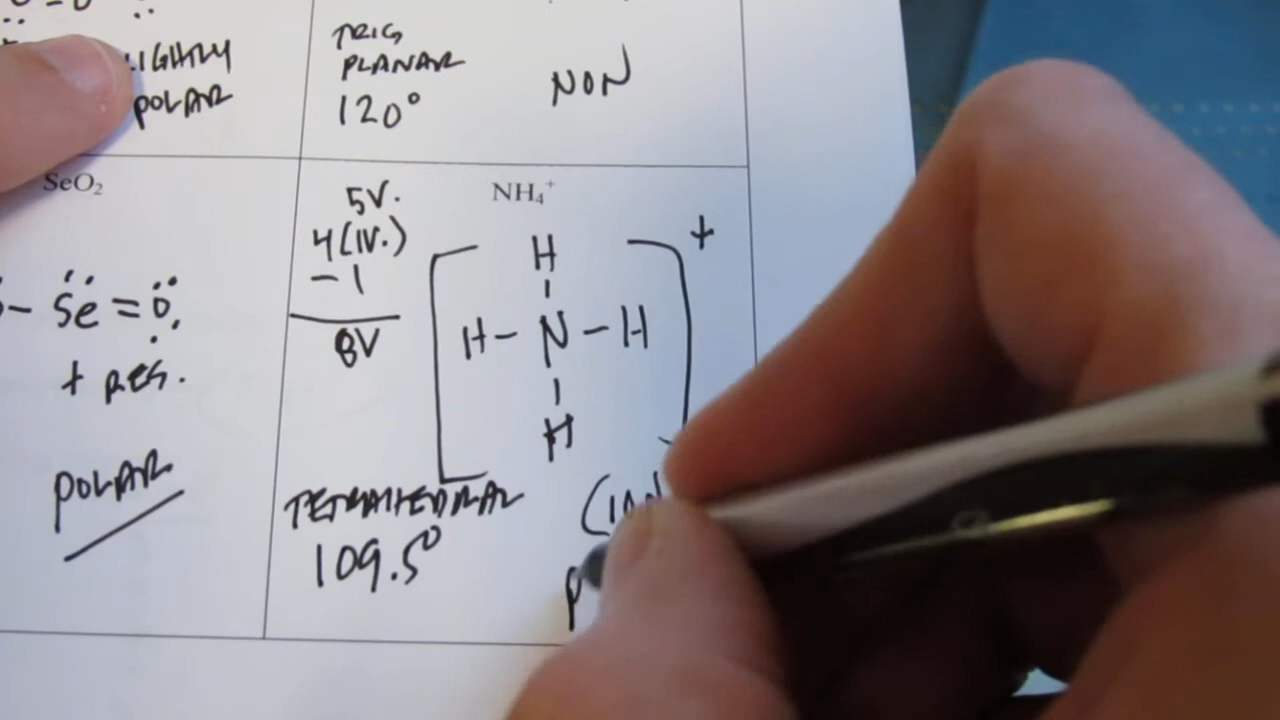 LIGHTLY
POLAR
TRIG
PLANAR
120°
NON
SeO₂
– Se = O
+ RES.
POLAR
NH₄⁺
5V.
4(1V.)
– 1
8V
H
H – N – H
H
+
TETRAHEDRAL
109.5°
(ION
P